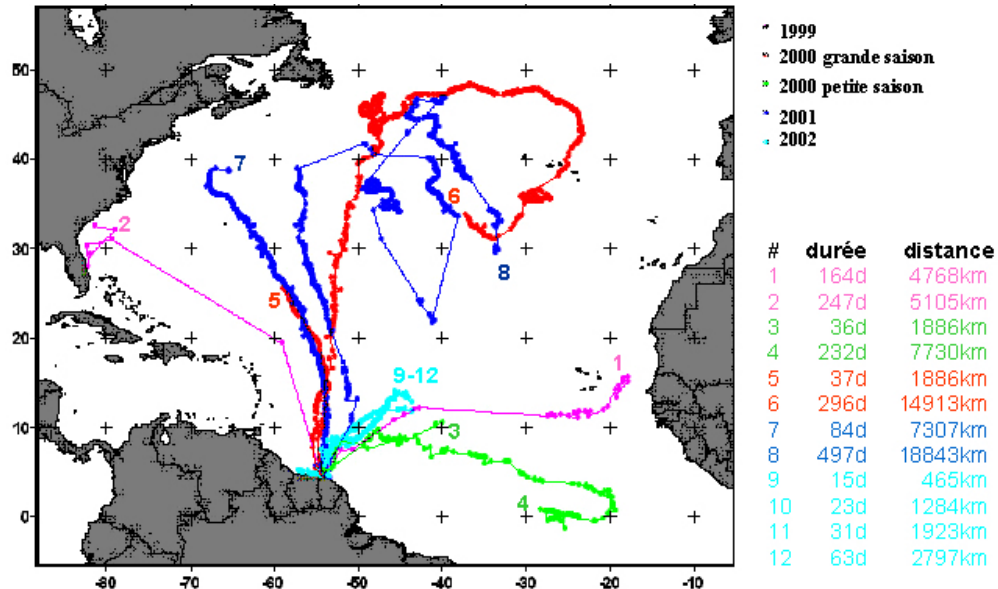 1999
2000 grande saison
2000 petite saison
2001
2002
50
40
30
20
10
0
-80 -70 -60 -50 -40 -30 -20 -10
7
2
6
5
8
9-12
1
3
4
# durée distance
1 164d 4768km
2 247d 5105km
3 36d 1886km
4 232d 7730km
5 37d 1886km
6 296d 14913km
7 84d 7307km
8 497d 18843km
9 15d 465km
10 23d 1284km
11 31d 1923km
12 63d 2797km